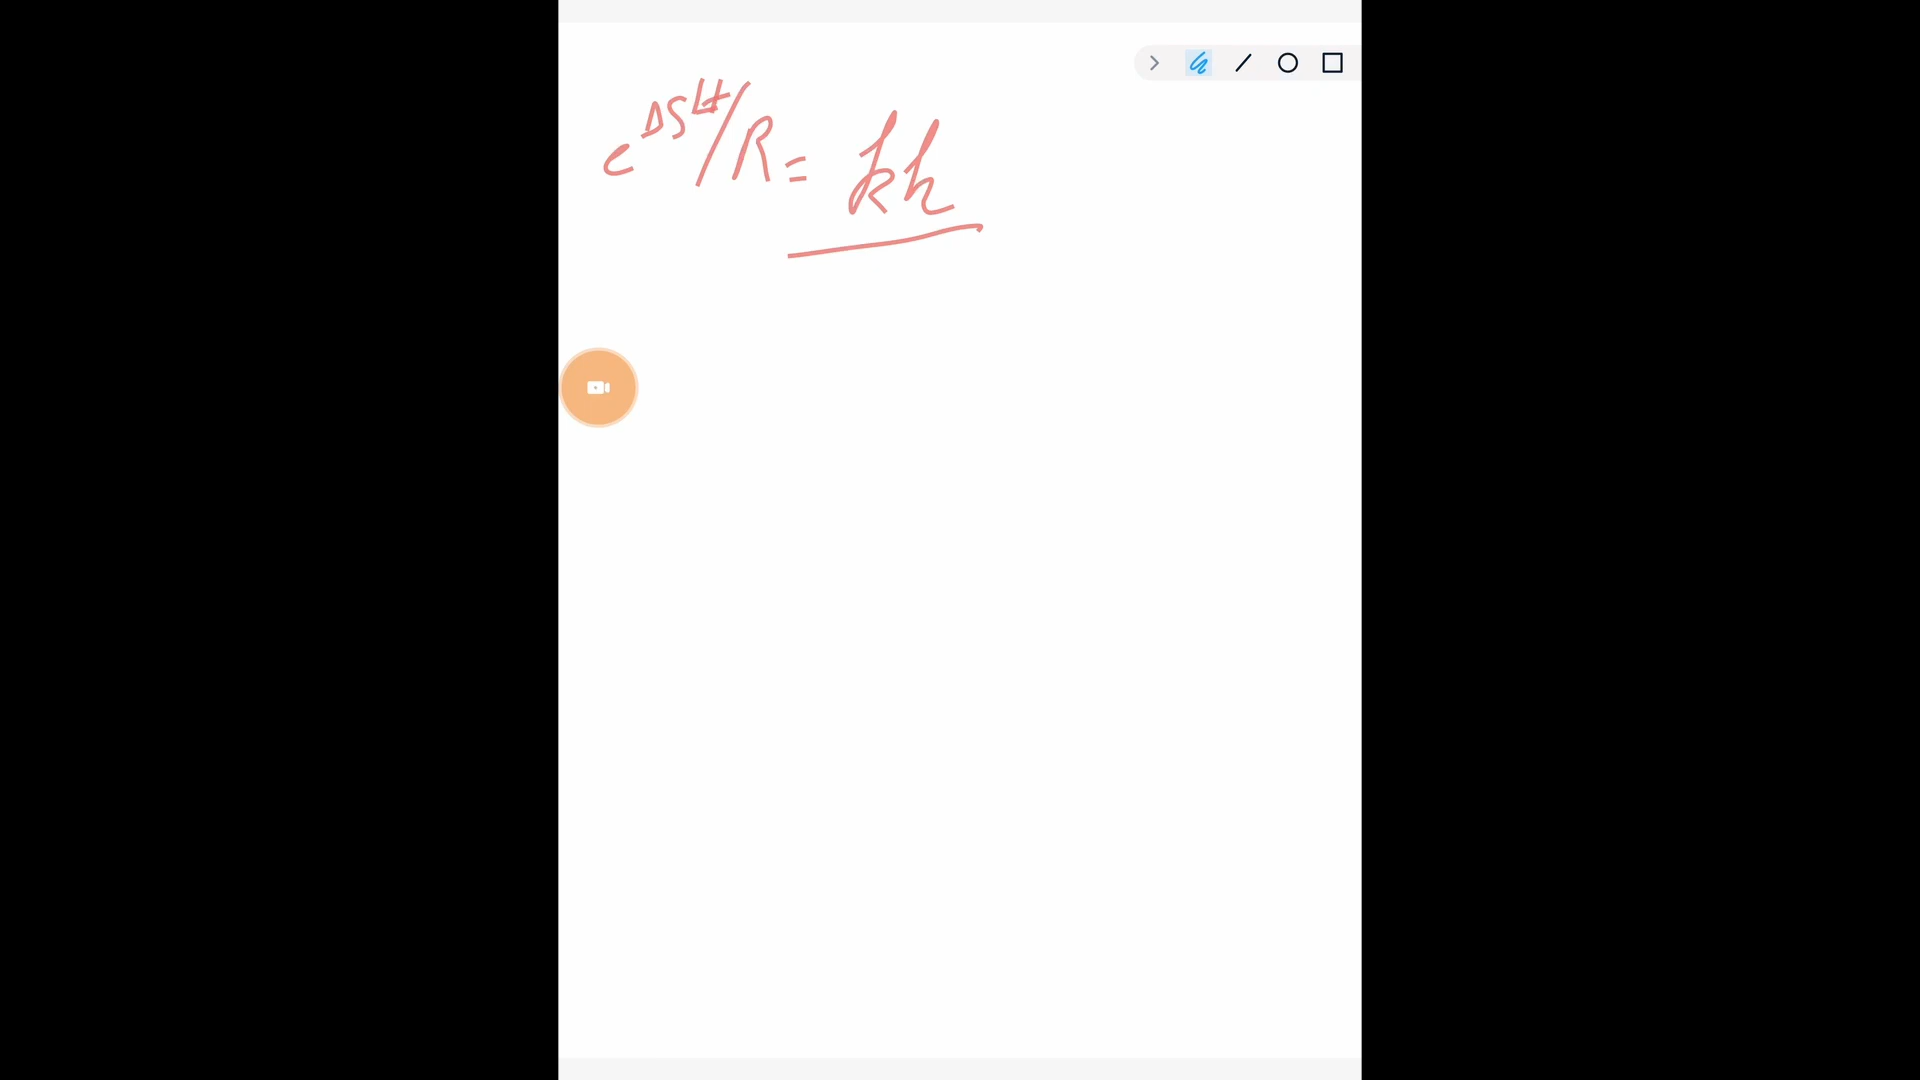 e^ΔS^‡/R = kh